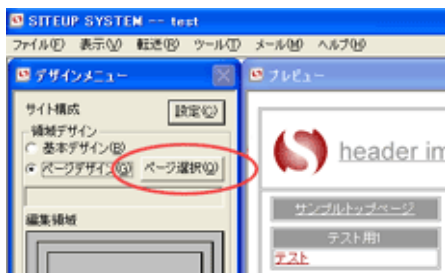 SITEUP SYSTEM -- test
ファイル(F) 表示(V) 転送(R) ツール(T) メール(M) ヘルプ(H)
デザインメニュー
サイト構成 設定(C)
領域デザイン
基本デザイン(B)
ページデザイン(G) ページ選択(Q)
編集領域
プレビュー
header im
サンプルトップページ
テスト用1
テスト